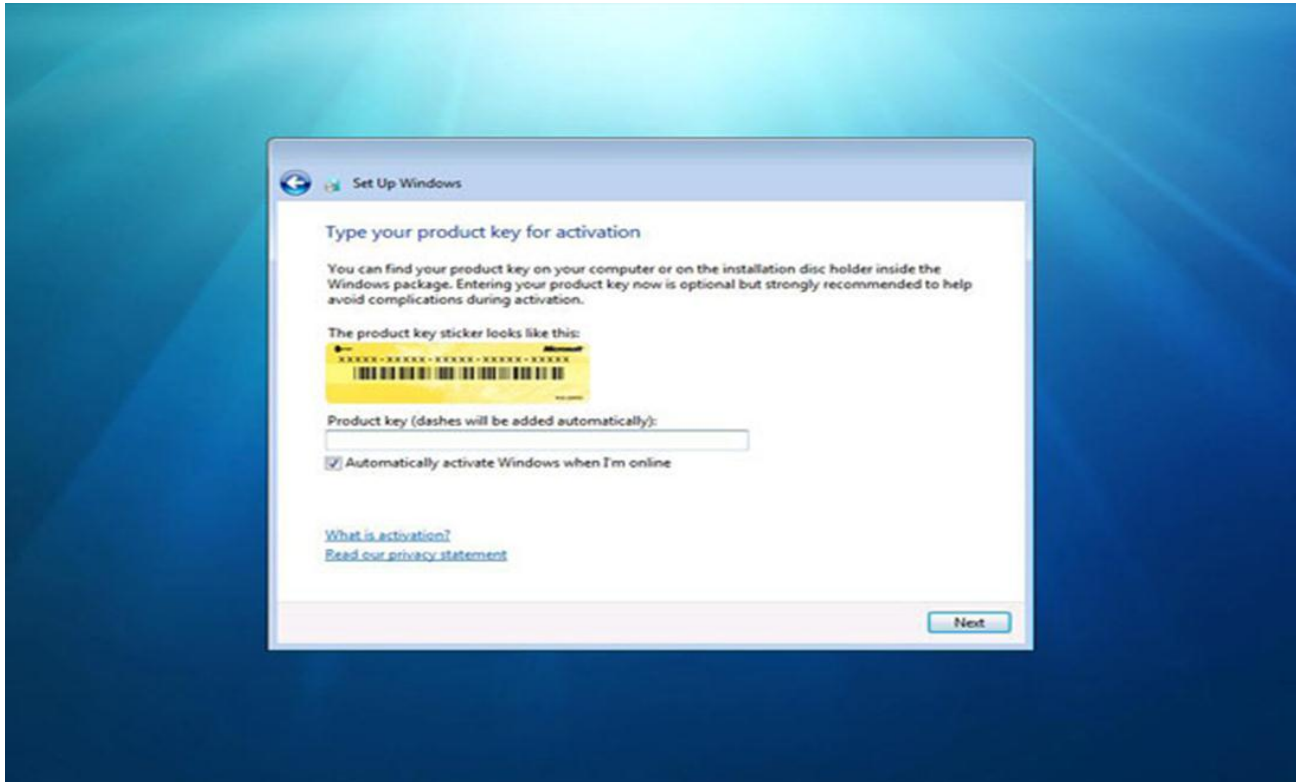 Set Up Windows
Type your product key for activation
You can find your product key on your computer or on the installation disc holder inside the
Windows package. Entering your product key now is optional but strongly recommended to help
avoid complications during activation.
The product key sticker looks like this:
Microsoft
XXXXX-XXXXX-XXXXX-XXXXX-XXXXX
Product key (dashes will be added automatically):
Automatically activate Windows when I'm online
What is activation?
Read our privacy statement
Next